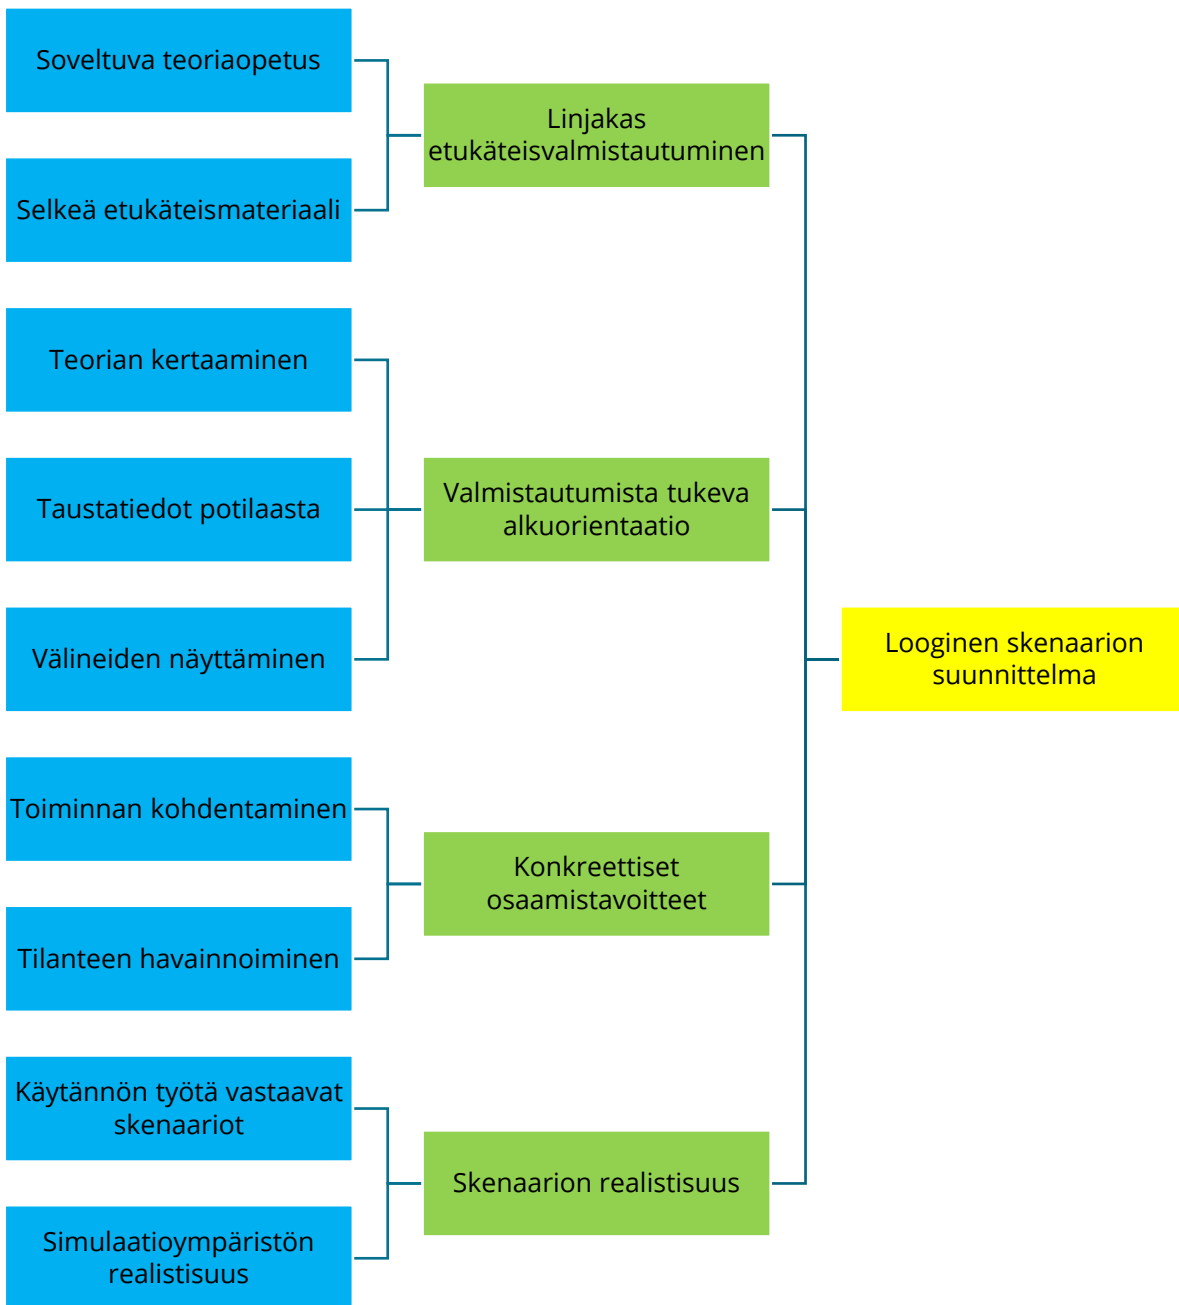 Soveltuva teoriaopetus
Linjakas
etukäteisvalmistautuminen
Selkeä etukäteismateriaali
Teorian kertaaminen
Taustatiedot potilaasta
Valmistautumista tukeva
alkuorientaatio
Välineiden näyttäminen
Looginen skenaarion
suunnittelma
Toiminnan kohdentaminen
Konkreettiset
osaamistavoitteet
Tilanteen havainnoiminen
Käytännön työtä vastaavat
skenaariot
Skenaarion realistisuus
Simulaatioympäristön
realistisuus